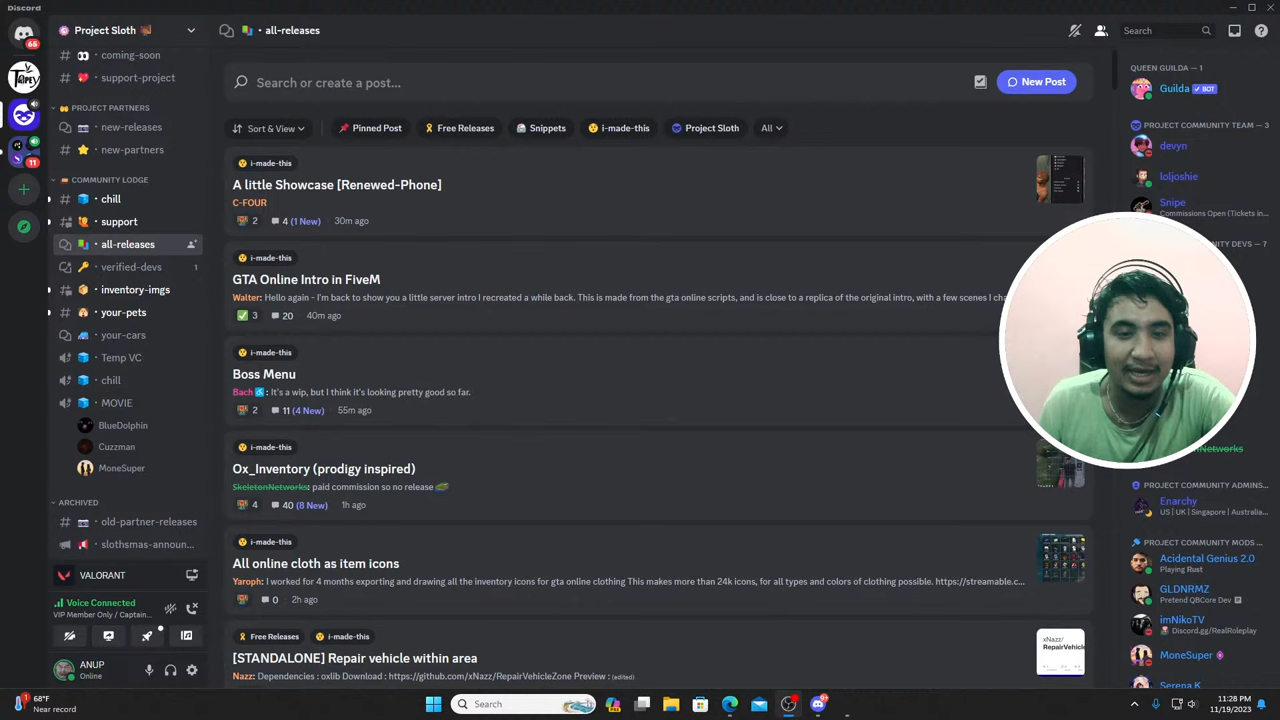 Discord
Project Sloth
all-releases
Search
65
TAIPEY
11
coming-soon
support-project
PROJECT PARTNERS
new-releases
new-partners
COMMUNITY LODGE
chill
support
all-releases
verified-devs 1
inventory-imgs
your-pets
your-cars
Temp VC
chill
MOVIE
BlueDolphin
Cuzzman
MoneSuper
ARCHIVED
old-partner-releases
slothsmas-announ...
VALORANT
Voice Connected
VIP Member Only / Captain...
ANUP
Online
Search or create a post...
New Post
Sort & View
Pinned Post
Free Releases
Snippets
i-made-this
Project Sloth
All
i-made-this
A little Showcase [Renewed-Phone]
C-FOUR
2 4 (1 New) 30m ago
i-made-this
GTA Online Intro in FiveM
Walter: Hello again - I'm back to show you a little server intro I recreated a while back. This is made from the gta online scripts, and is close to a replica of the original intro, with a few scenes I cha
3 20 40m ago
i-made-this
Boss Menu
Bach: It's a wip, but I think it's looking pretty good so far.
2 11 (4 New) 55m ago
i-made-this
Ox_Inventory (prodigy inspired)
SkeletonNetworks: paid commission so no release
4 40 (8 New) 1h ago
i-made-this
All online cloth as item icons
Yaroph: I worked for 4 months exporting and drawing all the inventory icons for gta online clothing This makes more than 24k icons, for all types and colors of clothing possible. https://streamable.c...
0 2h ago
Free Releases i-made-this
[STANDALONE] Repair vehicle within area
Nazz: Dependencies : oxlib Download : https://github.com/xNazz/RepairVehicleZone Preview : (edited)
xNazz/
RepairVehicle
QUEEN GUILDA — 1
Guilda BOT
PROJECT COMMUNITY TEAM — 3
devyn
loljoshie
Snipe
Commissions Open (Tickets in...
UNITY DEVS — 7
Networks
PROJECT COMMUNITY ADMINS...
Enarchy
US | UK | Singapore | Australia...
PROJECT COMMUNITY MODS ...
Acidental Genius 2.0
Playing Rust
GLDNRMZ
Pretend QBCore Dev
imNikoTV
Discord.gg/RealRoleplay
MoneSuper
Serena K
1
68°F
Near record
Search
11:28 PM
11/19/2023